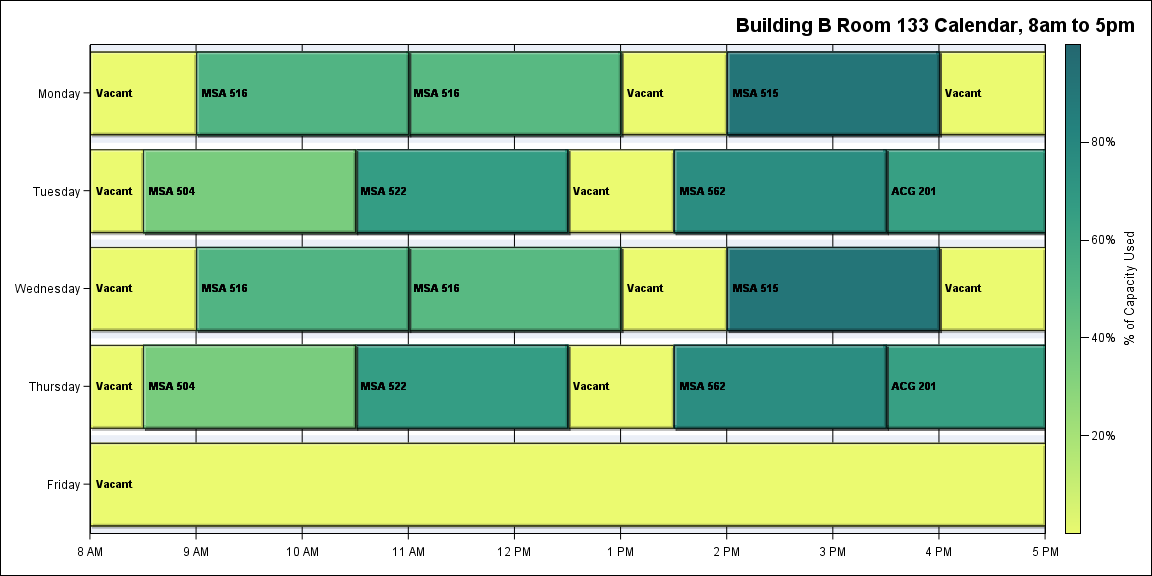 Building B Room 133 Calendar, 8am to 5pm
Monday
Vacant
MSA 516
MSA 516
Vacant
MSA 515
Vacant
Tuesday
Vacant
MSA 504
MSA 522
Vacant
MSA 562
ACG 201
Wednesday
Vacant
MSA 516
MSA 516
Vacant
MSA 515
Vacant
Thursday
Vacant
MSA 504
MSA 522
Vacant
MSA 562
ACG 201
Friday
Vacant
8 AM
9 AM
10 AM
11 AM
12 PM
1 PM
2 PM
3 PM
4 PM
5 PM
80%
60%
40%
20%
% of Capacity Used